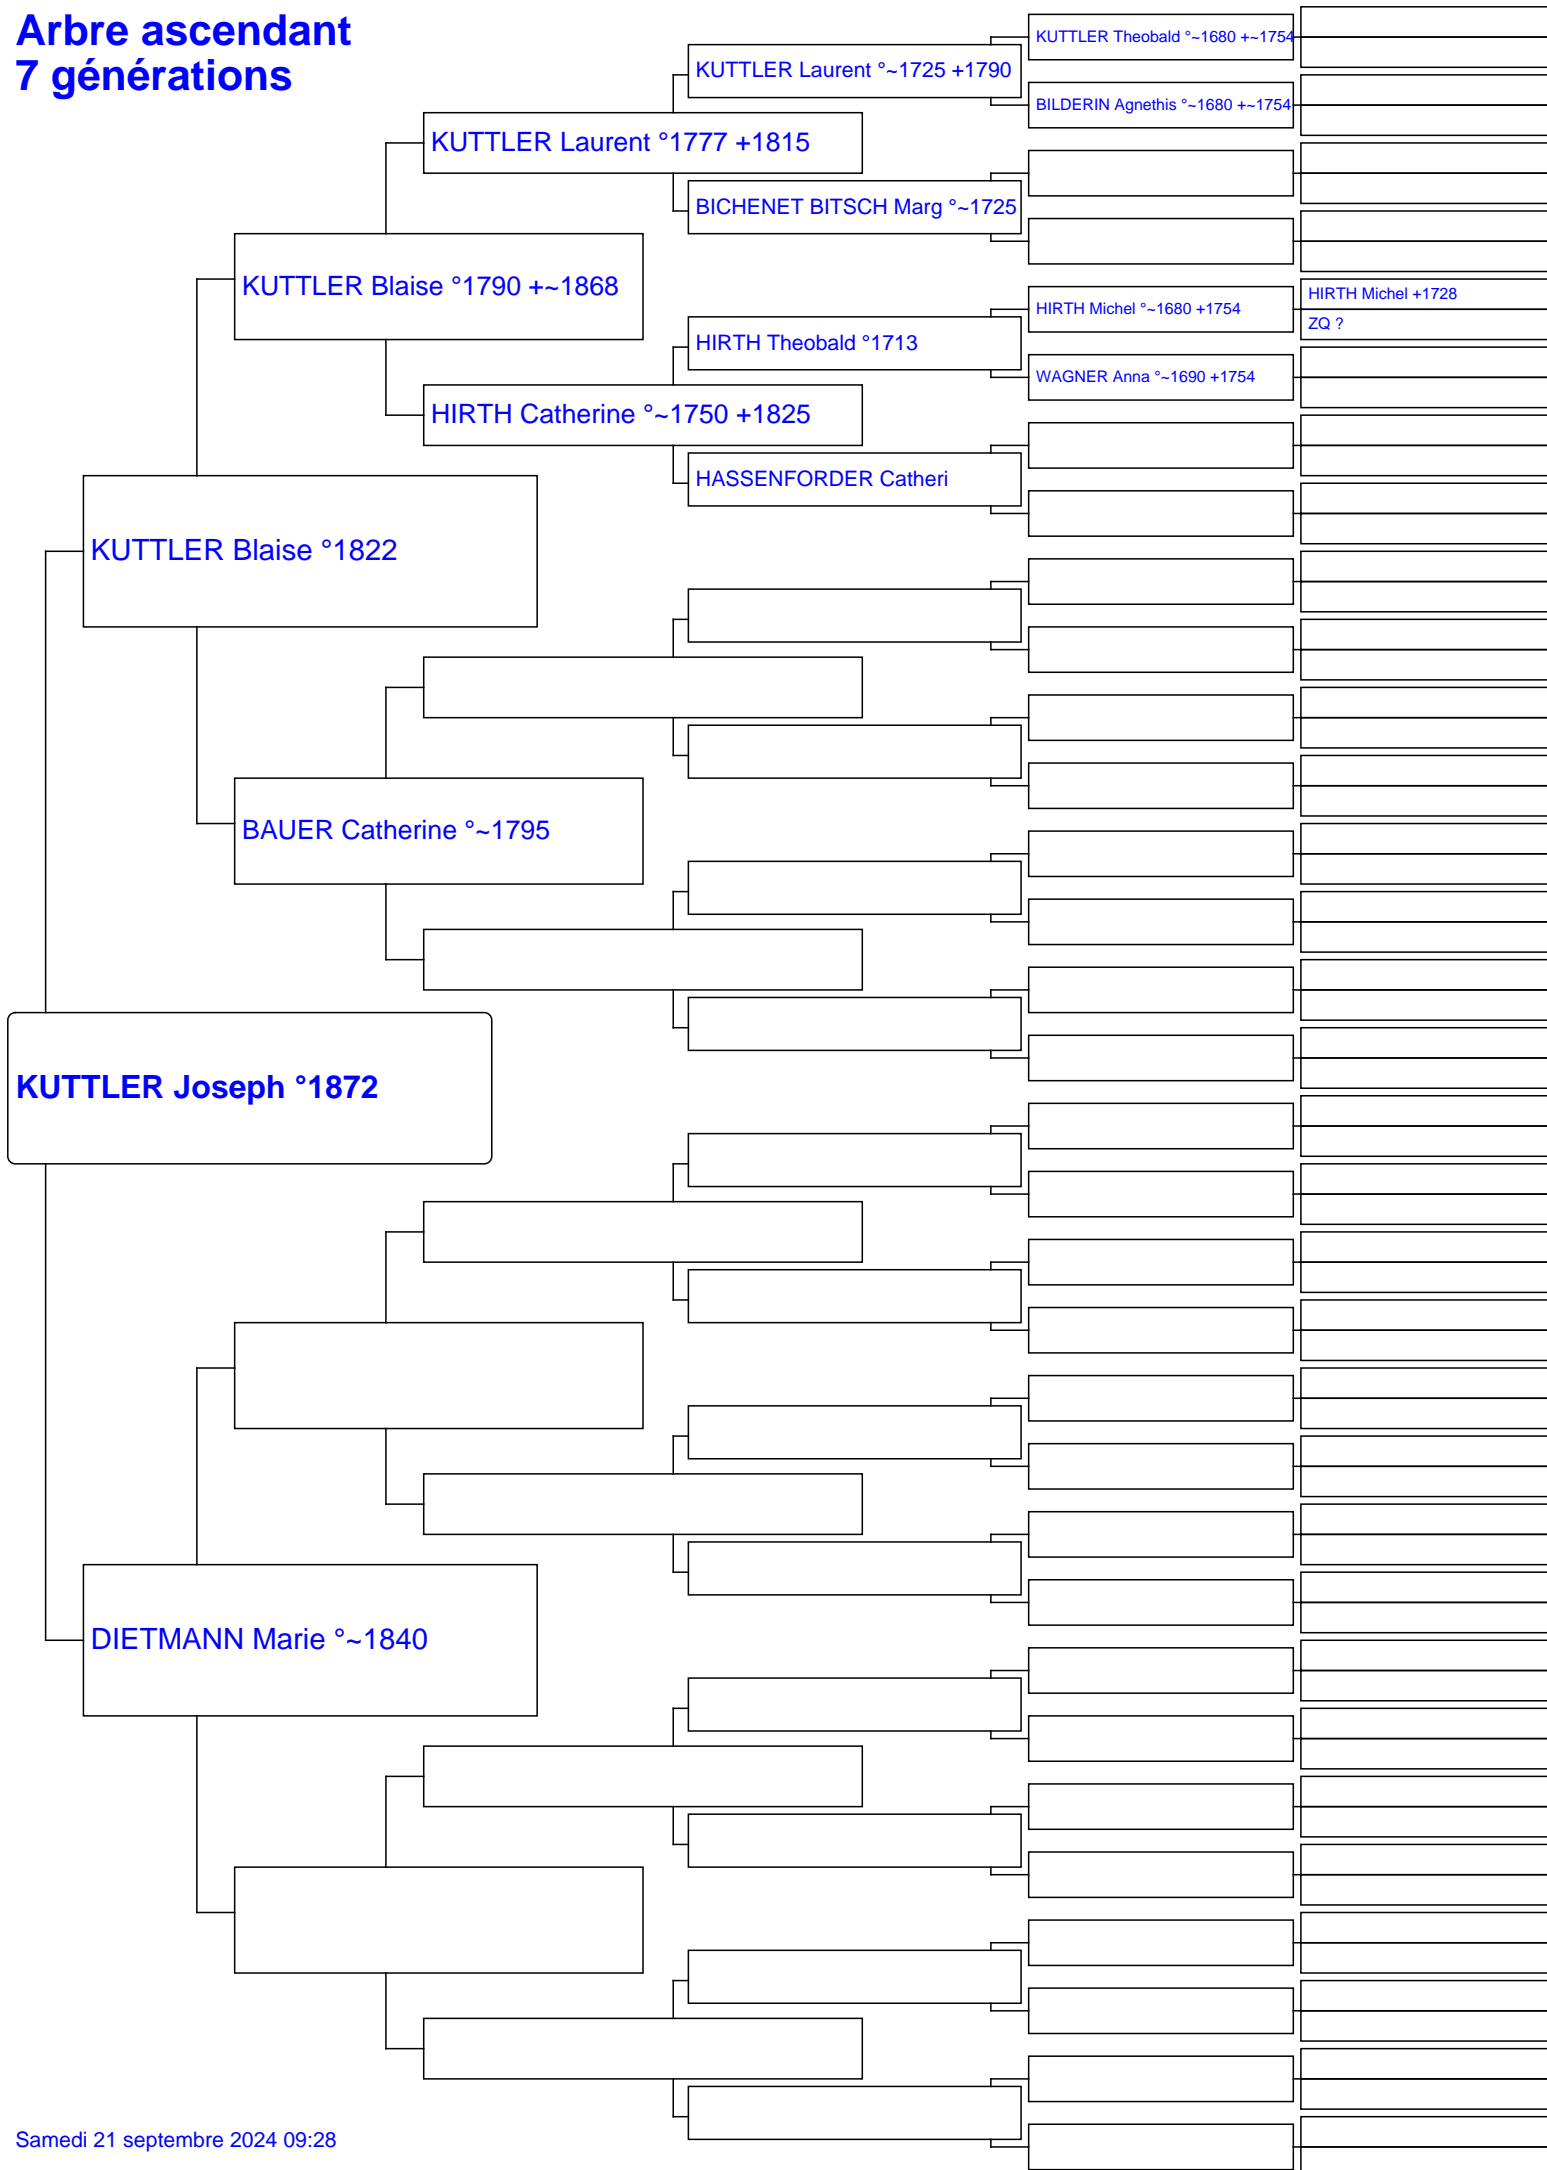 Arbre ascendant
7 générations
KUTTLER Theobald °~1680 +~1754
KUTTLER Laurent °~1725 +1790
BILDERIN Agnethis °~1680 +~1754
KUTTLER Laurent °1777 +1815
BICHENET BITSCH Marg °~1725
KUTTLER Blaise °1790 +~1868
HIRTH Michel °~1680 +1754
HIRTH Michel +1728
ZQ ?
HIRTH Theobald °1713
WAGNER Anna °~1690 +1754
HIRTH Catherine °~1750 +1825
HASSENFORDER Catheri
KUTTLER Blaise °1822
BAUER Catherine °~1795
KUTTLER Joseph °1872
DIETMANN Marie °~1840
Samedi 21 septembre 2024 09:28